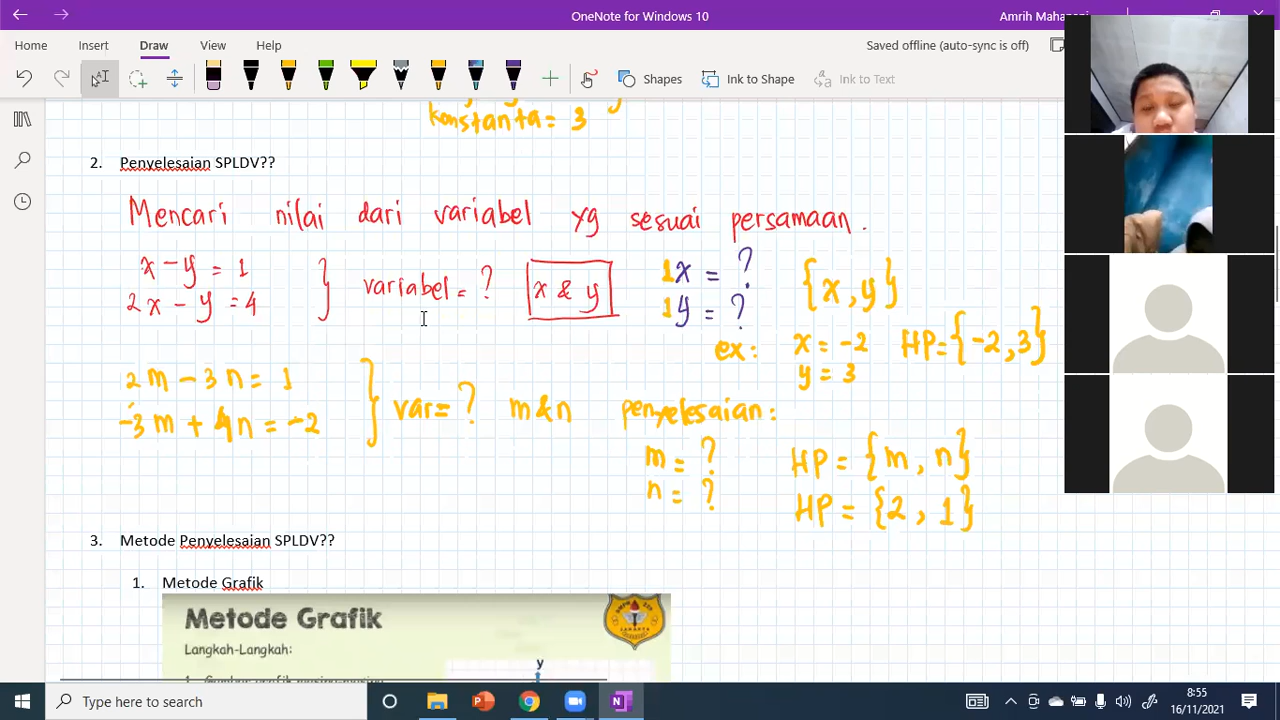 OneNote for Windows 10
Amrih Maha
Home Insert Draw View Help
Saved offline (auto-sync is off)
Shapes Ink to Shape Ink to Text
konstanta = 3
2. Penyelesaian SPLDV??
Mencari nilai dari variabel yg sesuai persamaan.
x - y = 1
2x - y = 4
} variabel = ? x & y
1x = ?
1y = ?
{x, y}
ex: x = -2
y = 3
HP = {-2, 3}
2m - 3n = 1
-3m + 4n = -2
} var = ? m & n
penyelesaian:
m = ?
n = ?
HP = {m, n}
HP = {2, 1}
3. Metode Penyelesaian SPLDV??
1. Metode Grafik
Metode Grafik
Langkah-Langkah:
y
Type here to search
8:55
16/11/2021